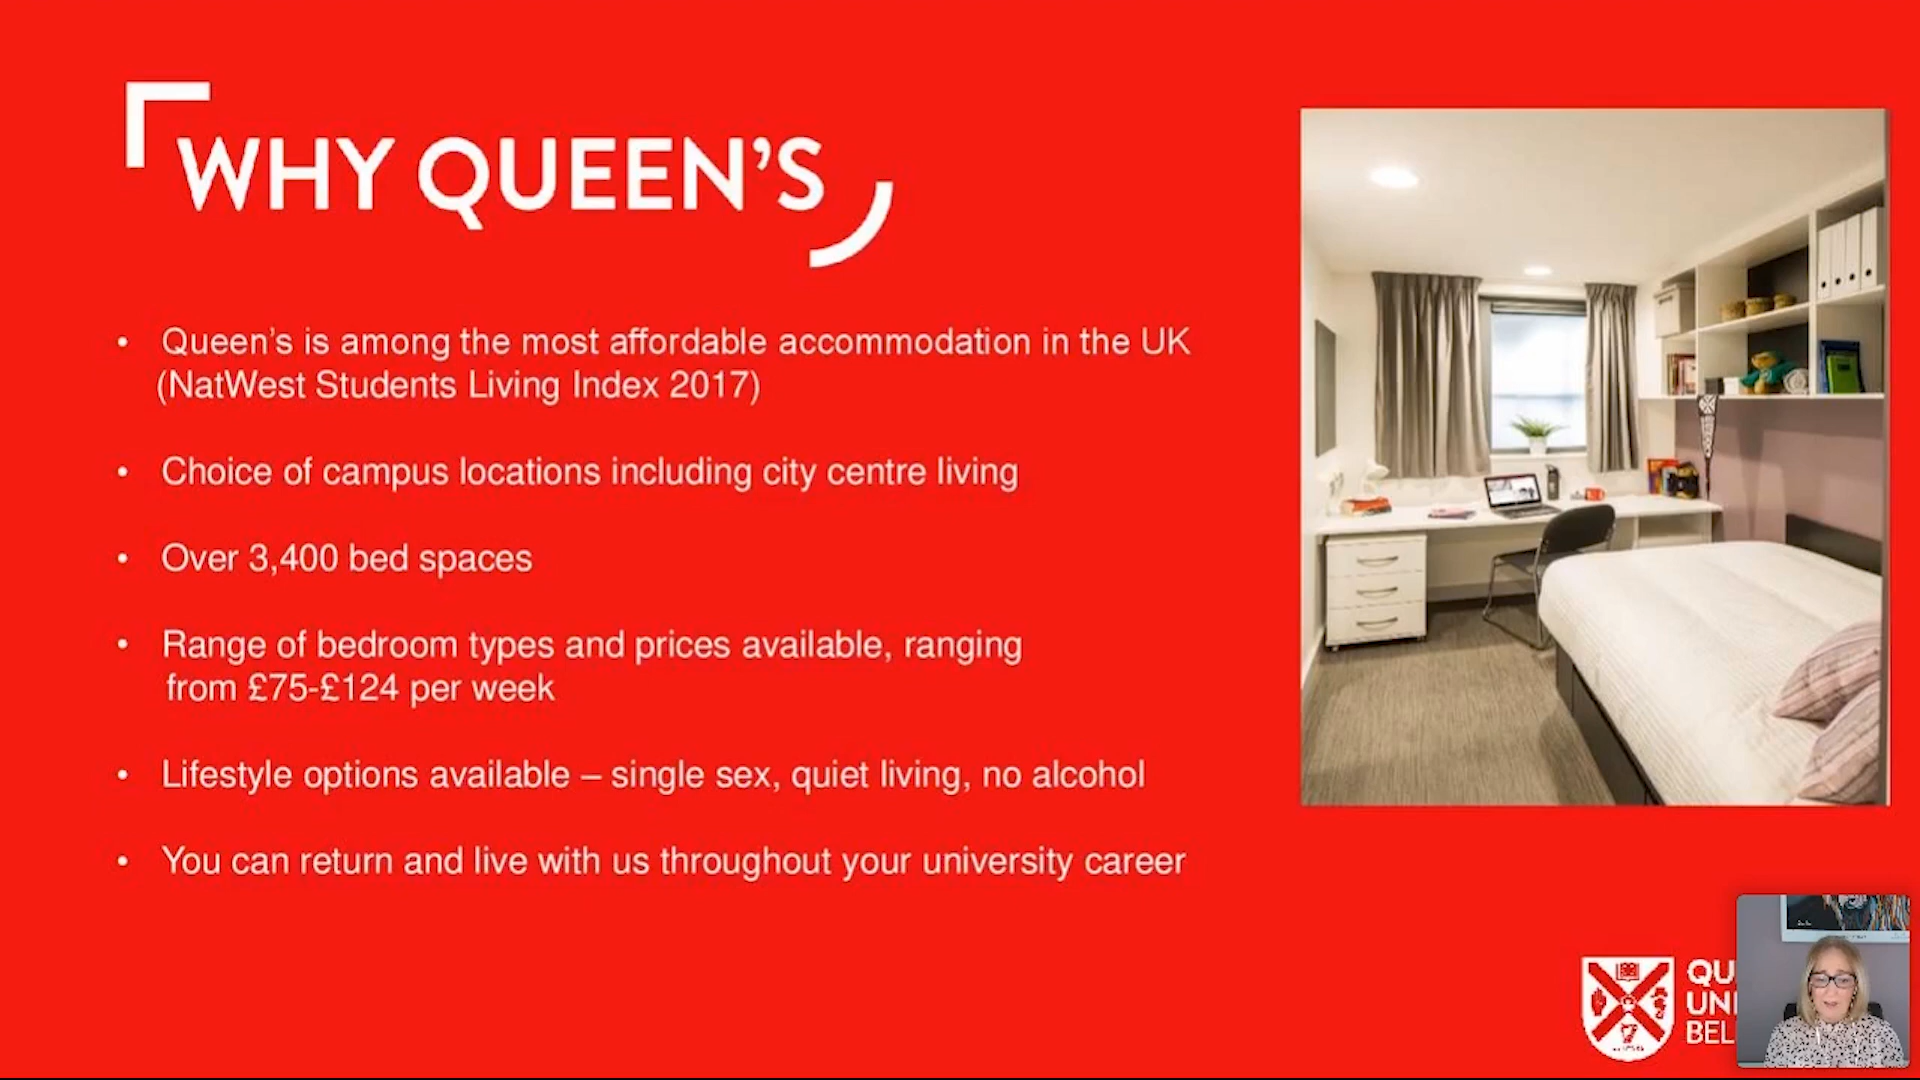 WHY QUEEN’S
• Queen’s is among the most affordable accommodation in the UK
(NatWest Students Living Index 2017)
• Choice of campus locations including city centre living
• Over 3,400 bed spaces
• Range of bedroom types and prices available, ranging
from £75-£124 per week
• Lifestyle options available – single sex, quiet living, no alcohol
• You can return and live with us throughout your university career
QU
UNI
BEL